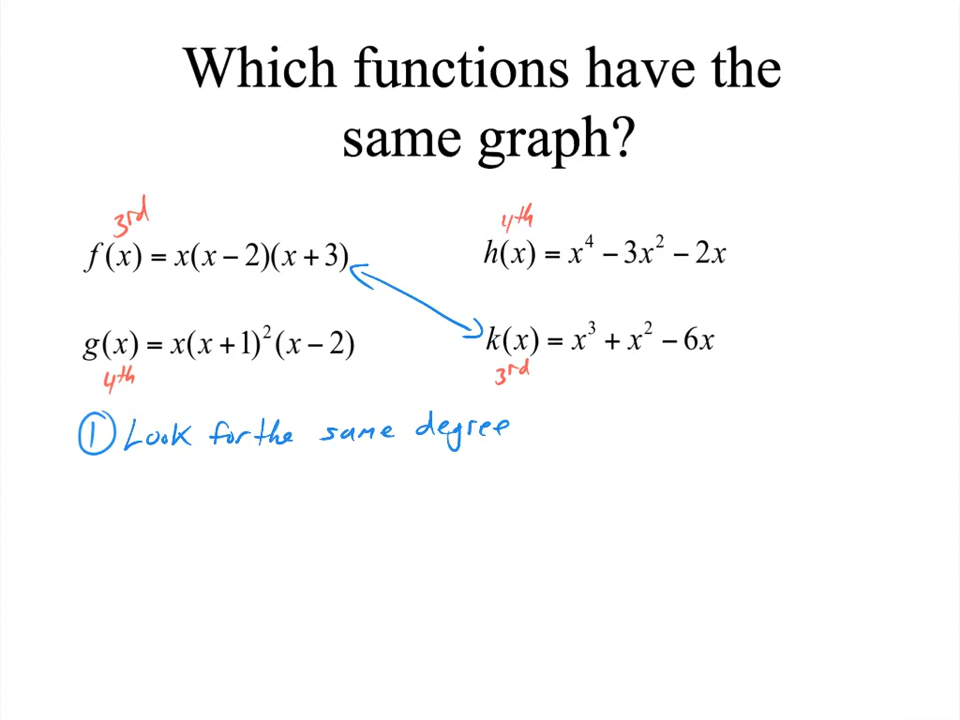 Which functions have the
same graph?
3rd
f(x) = x(x − 2)(x + 3)
4th
h(x) = x⁴ − 3x² − 2x
g(x) = x(x + 1)²(x − 2)
4th
k(x) = x³ + x² − 6x
3rd
① Look for the same degree